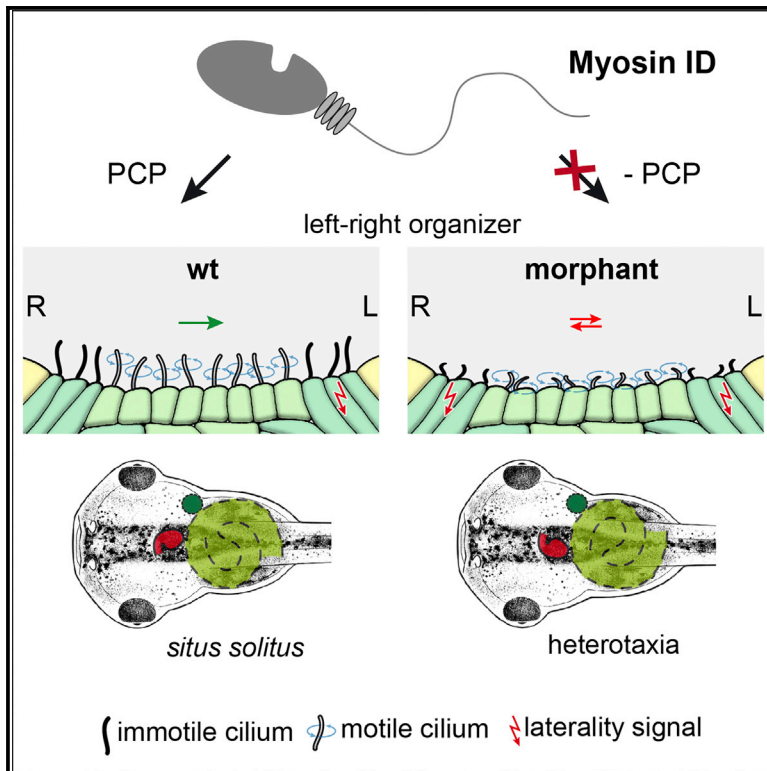 Myosin ID
PCP
- PCP
left-right organizer
wt
morphant
R
L
R
L
situs solitus
heterotaxia
immotile cilium
motile cilium
laterality signal